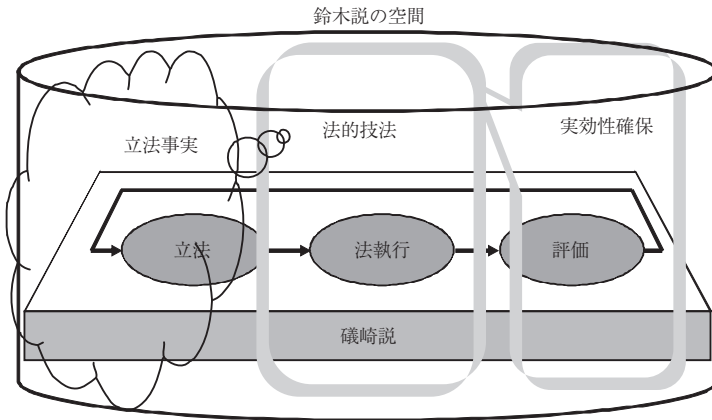 鈴木説の空間
立法事実
法的技法
実効性確保
立法
法執行
評価
礒崎説